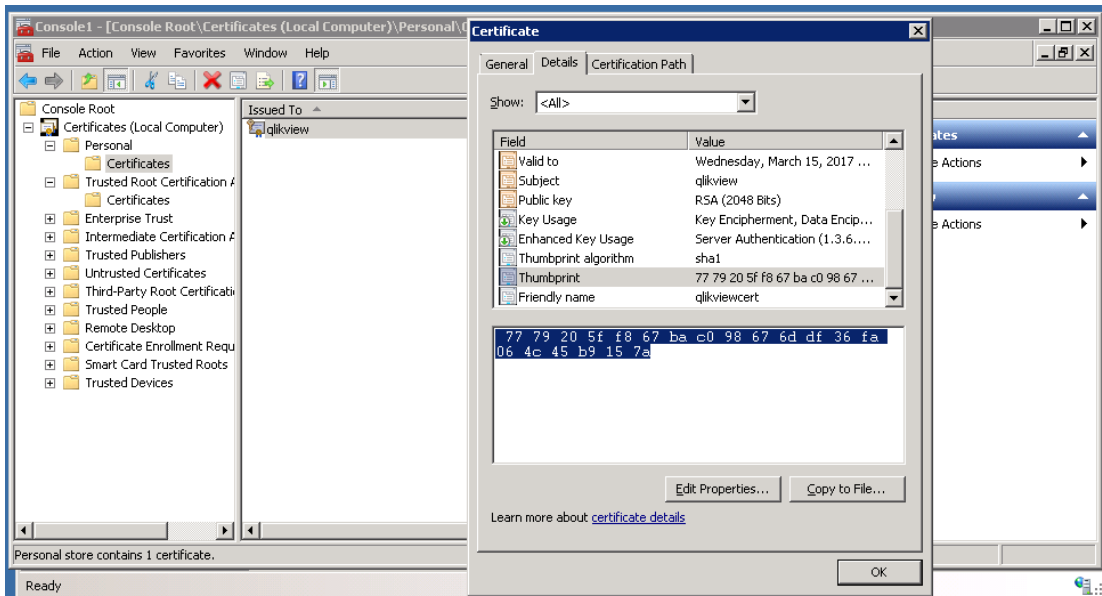 Console1 - [Console Root\Certificates (Local Computer)\Personal\C
File Action View Favorites Window Help
Console Root
Certificates (Local Computer)
Personal
Certificates
Trusted Root Certification A
Certificates
Enterprise Trust
Intermediate Certification A
Trusted Publishers
Untrusted Certificates
Third-Party Root Certificati
Trusted People
Remote Desktop
Certificate Enrollment Requ
Smart Card Trusted Roots
Trusted Devices
Issued To
qlikview
Personal store contains 1 certificate.
Ready
Certificate
General Details Certification Path
Show: <All>
Field Value
Valid to Wednesday, March 15, 2017 ...
Subject qlikview
Public key RSA (2048 Bits)
Key Usage Key Encipherment, Data Encip...
Enhanced Key Usage Server Authentication (1.3.6....
Thumbprint algorithm sha1
Thumbprint 77 79 20 5f f8 67 ba c0 98 67 ...
Friendly name qlikviewcert
77 79 20 5f f8 67 ba c0 98 67 6d df 36 fa
06 4c 45 b9 15 7a
Edit Properties... Copy to File...
Learn more about certificate details
OK
ates
e Actions
e Actions